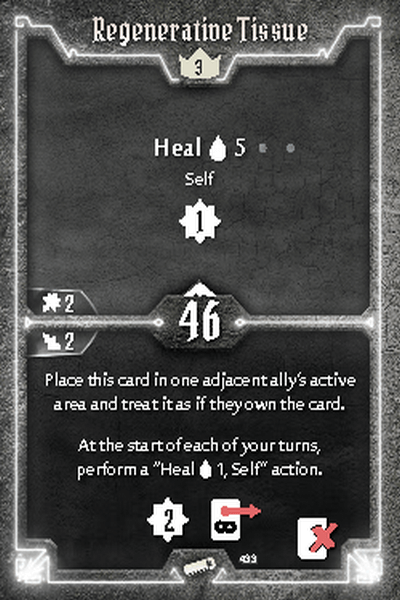 Regenerative Tissue
3
Heal 5
Self
1
2
46
2
Place this card in one adjacent ally's active
area and treat it as if they own the card.
At the start of each of your turns,
perform a "Heal 1, Self" action.
2
433